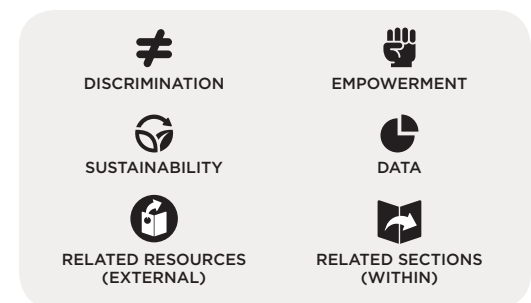 DISCRIMINATION
EMPOWERMENT
SUSTAINABILITY
DATA
RELATED RESOURCES
(EXTERNAL)
RELATED SECTIONS
(WITHIN)